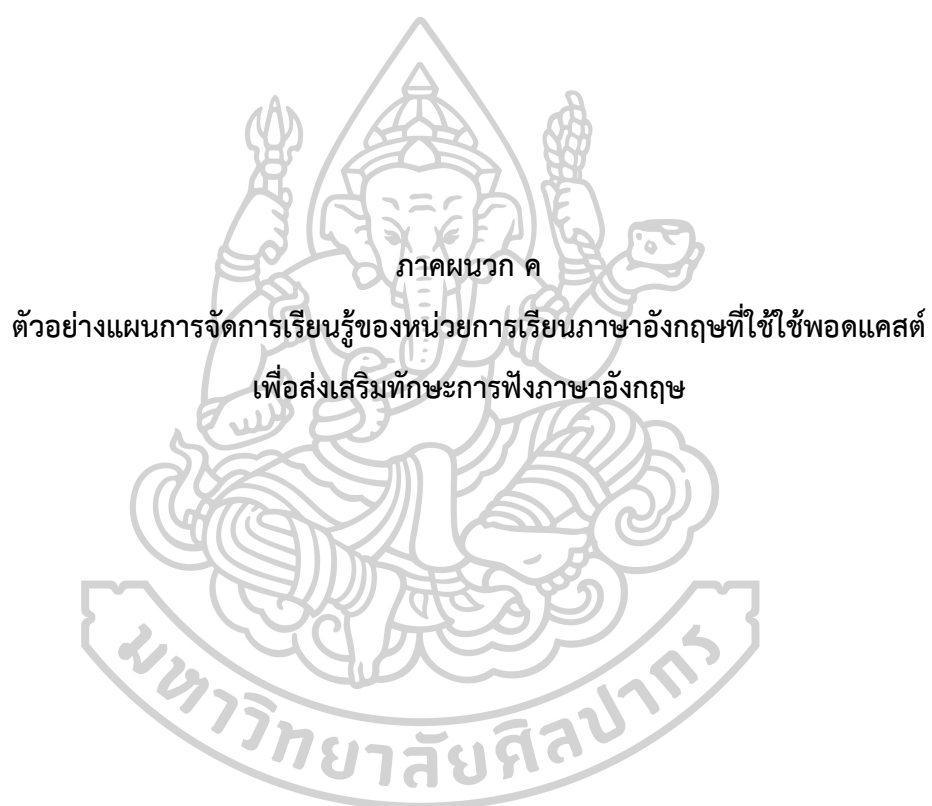 ภาคผนวก ค
ตัวอย่างแผนการจัดการเรียนรู้ของหน่วยการเรียนภาษาอังกฤษที่ใช้ใช้พอดแคสต์
เพื่อส่งเสริมทักษะการฟังภาษาอังกฤษ
มหาวิทยาลัยศิลปากร